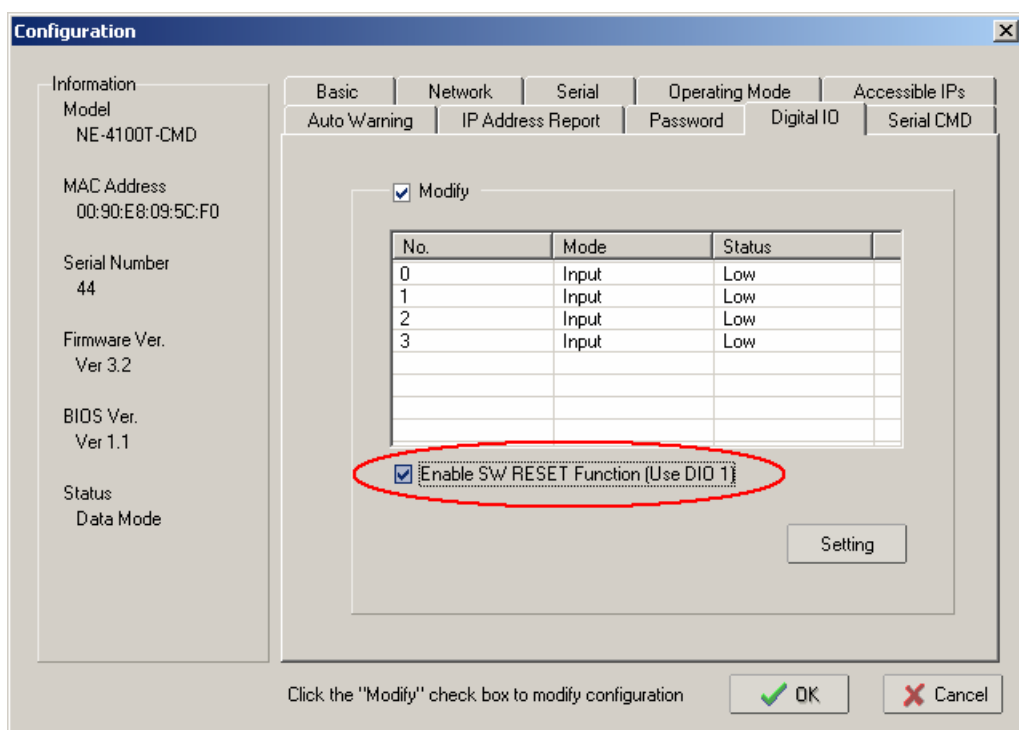 Configuration
Information
Model
NE-4100T-CMD
MAC Address
00:90:E8:09:5C:F0
Serial Number
44
Firmware Ver.
Ver 3.2
BIOS Ver.
Ver 1.1
Status
Data Mode
Basic Network Serial Operating Mode Accessible IPs
Auto Warning IP Address Report Password Digital IO Serial CMD
Modify
No. Mode Status
0 Input Low
1 Input Low
2 Input Low
3 Input Low
Enable SW RESET Function (Use DIO 1)
Setting
Click the "Modify" check box to modify configuration
OK
Cancel